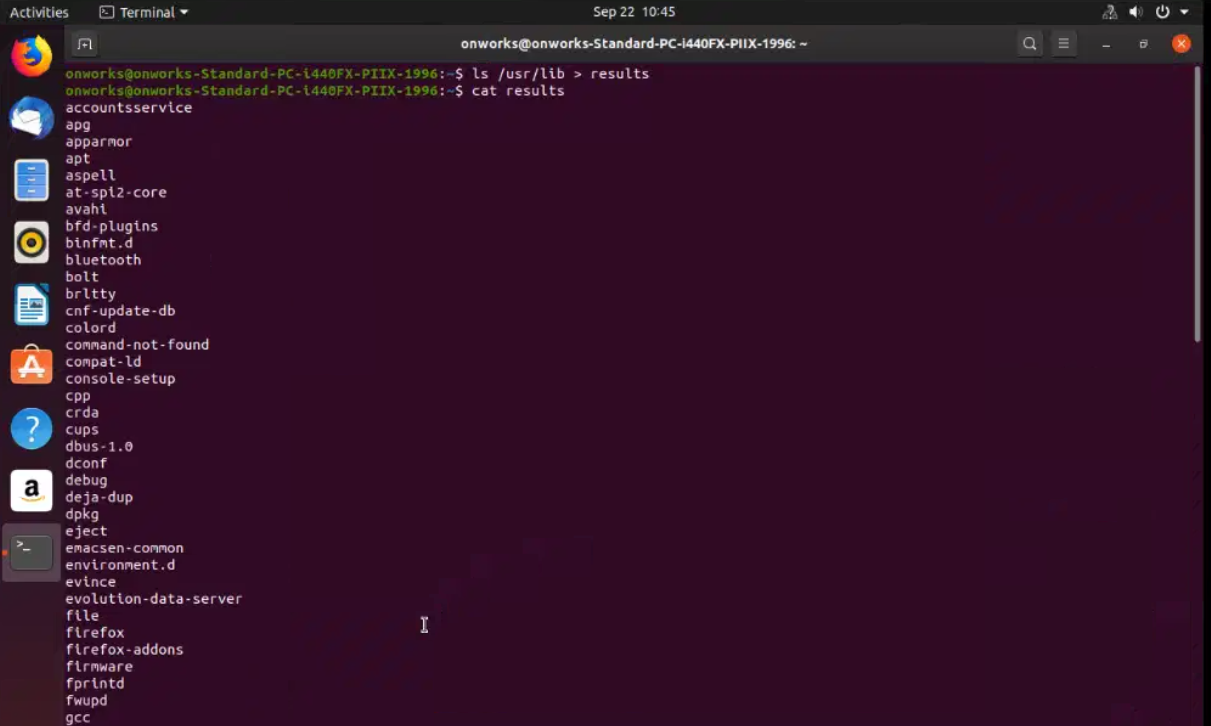 Activities Terminal Sep 22 10:45
onworks@onworks-Standard-PC-i440FX-PIIX-1996: ~
onworks@onworks-Standard-PC-i440FX-PIIX-1996:~$ ls /usr/lib > results
onworks@onworks-Standard-PC-i440FX-PIIX-1996:~$ cat results
accountsservice
apg
apparmor
apt
aspell
at-spi2-core
avahi
bfd-plugins
binfmt.d
bluetooth
bolt
brltty
cnf-update-db
colord
command-not-found
compat-ld
console-setup
cpp
crda
cups
dbus-1.0
dconf
debug
deja-dup
dpkg
eject
emacsen-common
environment.d
evince
evolution-data-server
file
firefox
firefox-addons
firmware
fprintd
fwupd
gcc